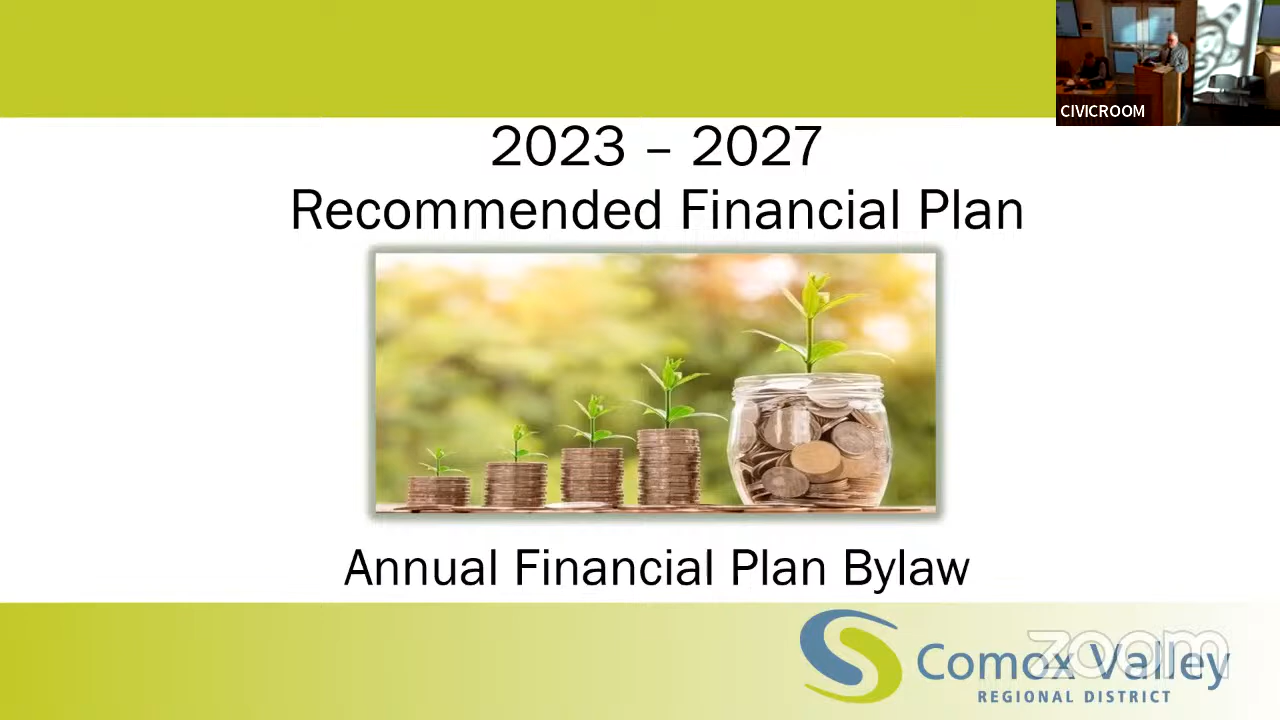 CIVICROOM
2023 – 2027
Recommended Financial Plan
Annual Financial Plan Bylaw
zoom
Comox Valley
REGIONAL DISTRICT